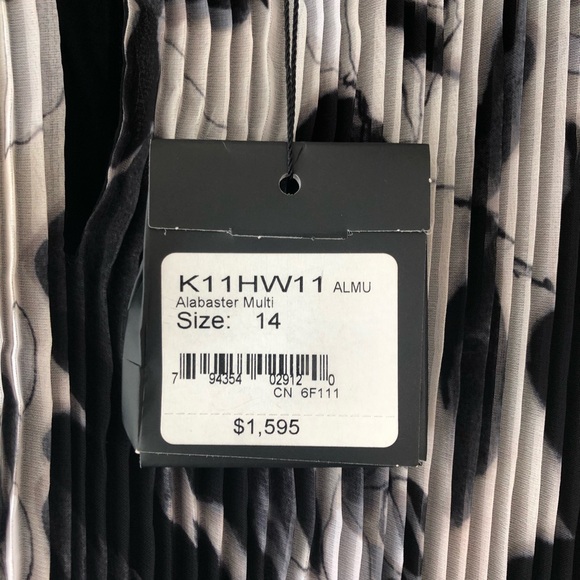 K11HW11 ALMU
Alabaster Multi
Size: 14
7 94354 02912 0
CN 6F111
$1,595